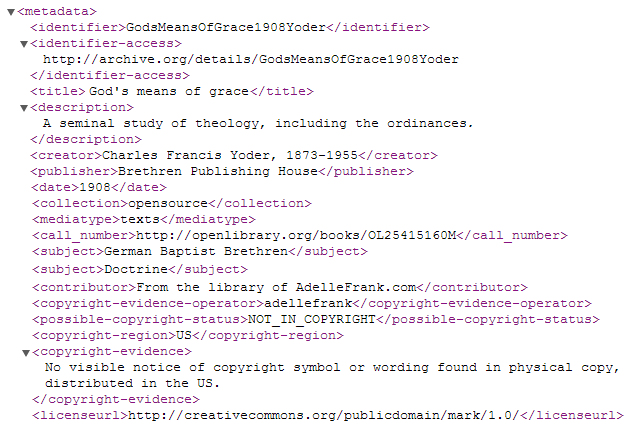 <metadata>
<identifier>GodsMeansOfGrace1908Yoder</identifier>
<identifier-access>
http://archive.org/details/GodsMeansOfGrace1908Yoder
</identifier-access>
<title>God's means of grace</title>
<description>
A seminal study of theology, including the ordinances.
</description>
<creator>Charles Francis Yoder, 1873-1955</creator>
<publisher>Brethren Publishing House</publisher>
<date>1908</date>
<collection>opensource</collection>
<mediatype>texts</mediatype>
<call_number>http://openlibrary.org/books/OL25415160M</call_number>
<subject>German Baptist Brethren</subject>
<subject>Doctrine</subject>
<contributor>From the library of AdelleFrank.com</contributor>
<copyright-evidence-operator>adellefrank</copyright-evidence-operator>
<possible-copyright-status>NOT_IN_COPYRIGHT</possible-copyright-status>
<copyright-region>US</copyright-region>
<copyright-evidence>
No visible notice of copyright symbol or wording found in physical copy,
distributed in the US.
</copyright-evidence>
<licenseurl>http://creativecommons.org/publicdomain/mark/1.0/</licenseurl>